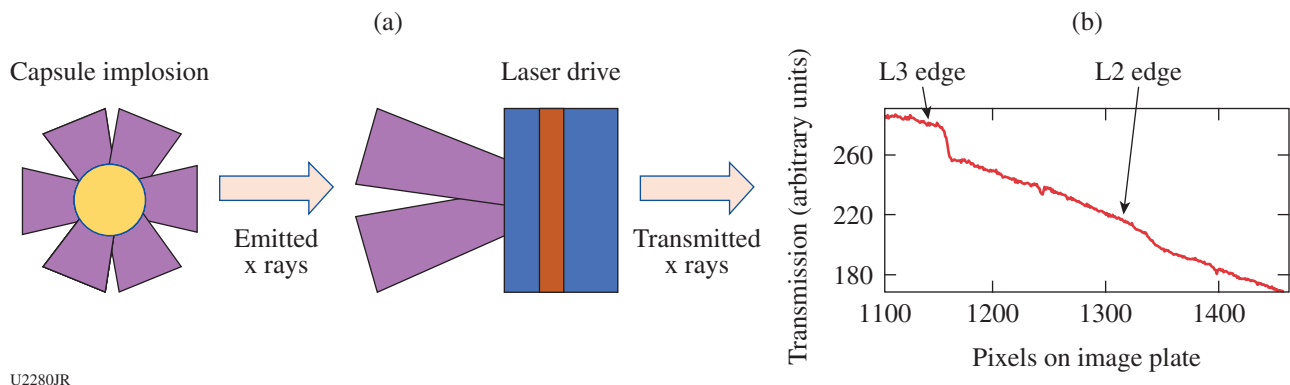 (a)
(b)
Capsule implosion
Laser drive
L3 edge
L2 edge
Emitted
x rays
Transmitted
x rays
Transmission (arbitrary units)
260
220
180
1100
1200
1300
1400
Pixels on image plate
U2280JR